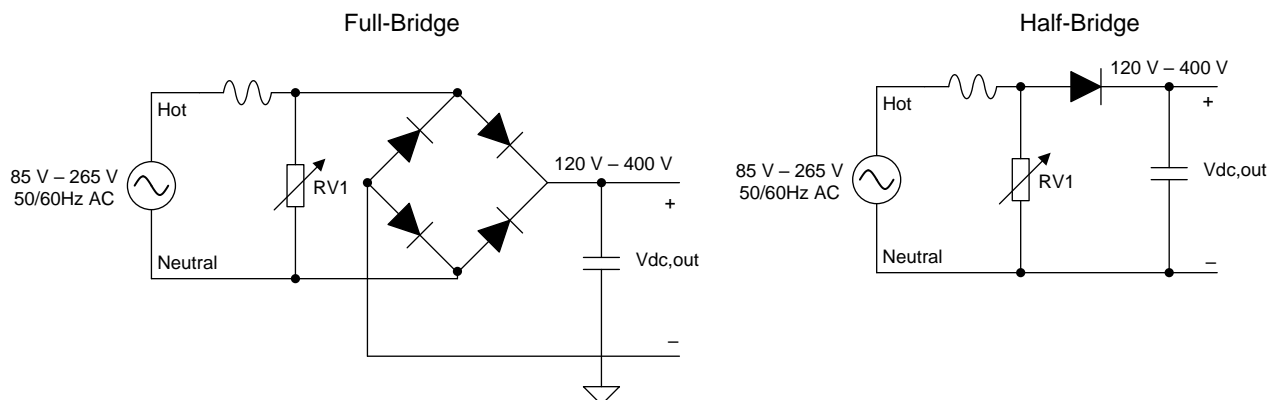 Full-Bridge
Hot
85 V – 265 V
50/60Hz AC
RV1
Neutral
120 V – 400 V
+
Vdc,out
–
Half-Bridge
Hot
85 V – 265 V
50/60Hz AC
RV1
Neutral
120 V – 400 V
+
Vdc,out
–